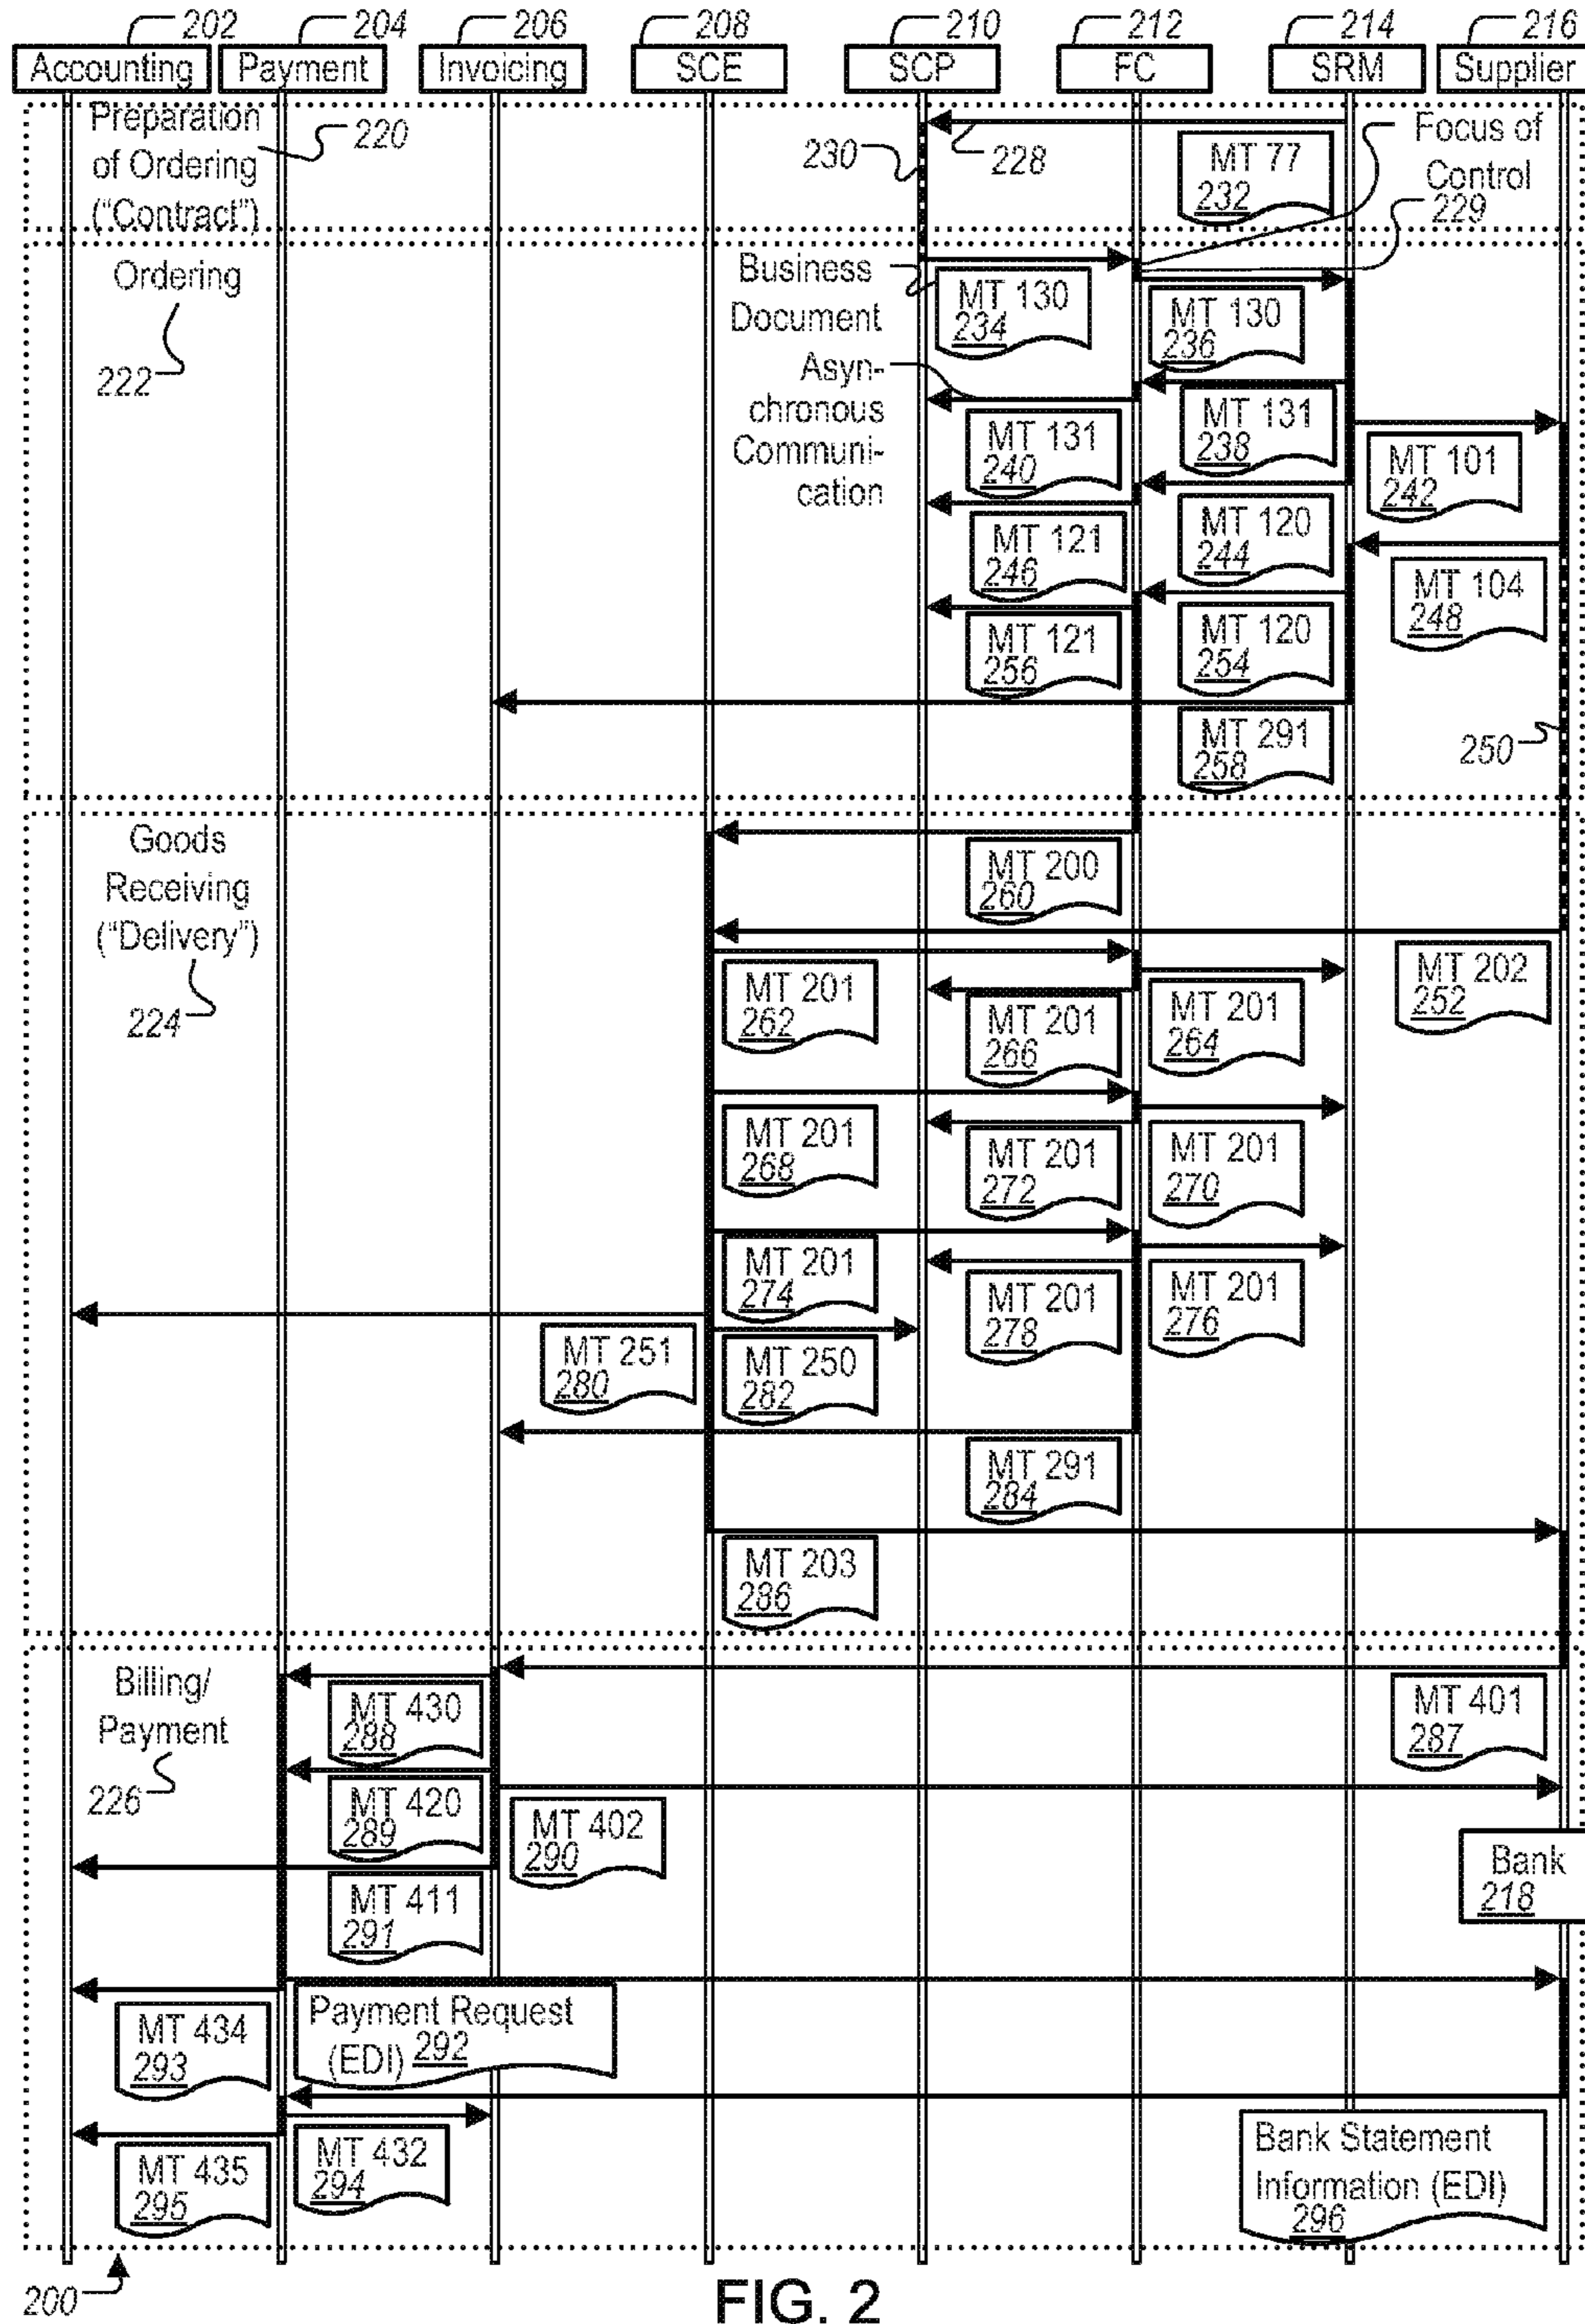 202 204 206 208 210 212 214 216
Accounting Payment Invoicing SCE SCP FC SRM Supplier
Preparation
of Ordering
("Contract")
220
230
228
MT 77
232
Focus of
Control
229
Ordering
222
Business
Document
MT 130
234
MT 130
236
Asyn-
chronous
Communi-
cation
MT 131
240
MT 131
238
MT 101
242
MT 121
246
MT 120
244
MT 104
248
MT 121
256
MT 120
254
MT 291
258
250
Goods
Receiving
("Delivery")
224
MT 200
260
MT 202
252
MT 201
262
MT 201
266
MT 201
264
MT 201
268
MT 201
272
MT 201
270
MT 201
274
MT 201
278
MT 201
276
MT 251
280
MT 250
282
MT 291
284
MT 203
286
Billing/
Payment
226
MT 430
288
MT 401
287
MT 420
289
MT 402
290
MT 411
291
Bank
218
MT 434
293
Payment Request
(EDI) 292
MT 435
295
MT 432
294
Bank Statement
Information (EDI)
296
200
FIG. 2